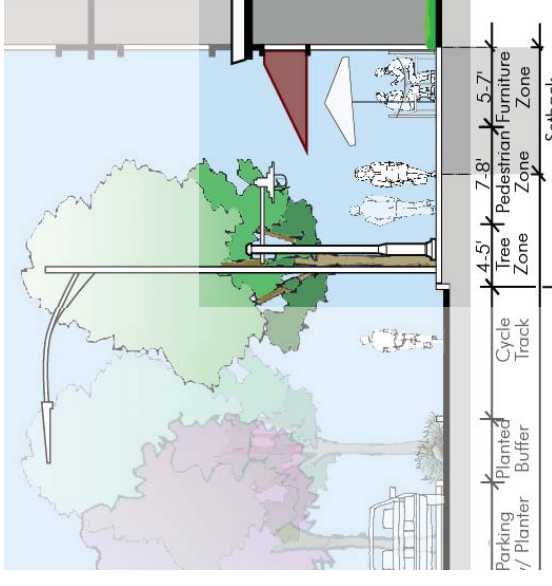 Parking
w/ Planter
Planted
Buffer
Cycle
Track
4-5'
Tree
Zone
7-8'
Pedestrian
Zone
5-7'
Furniture
Zone